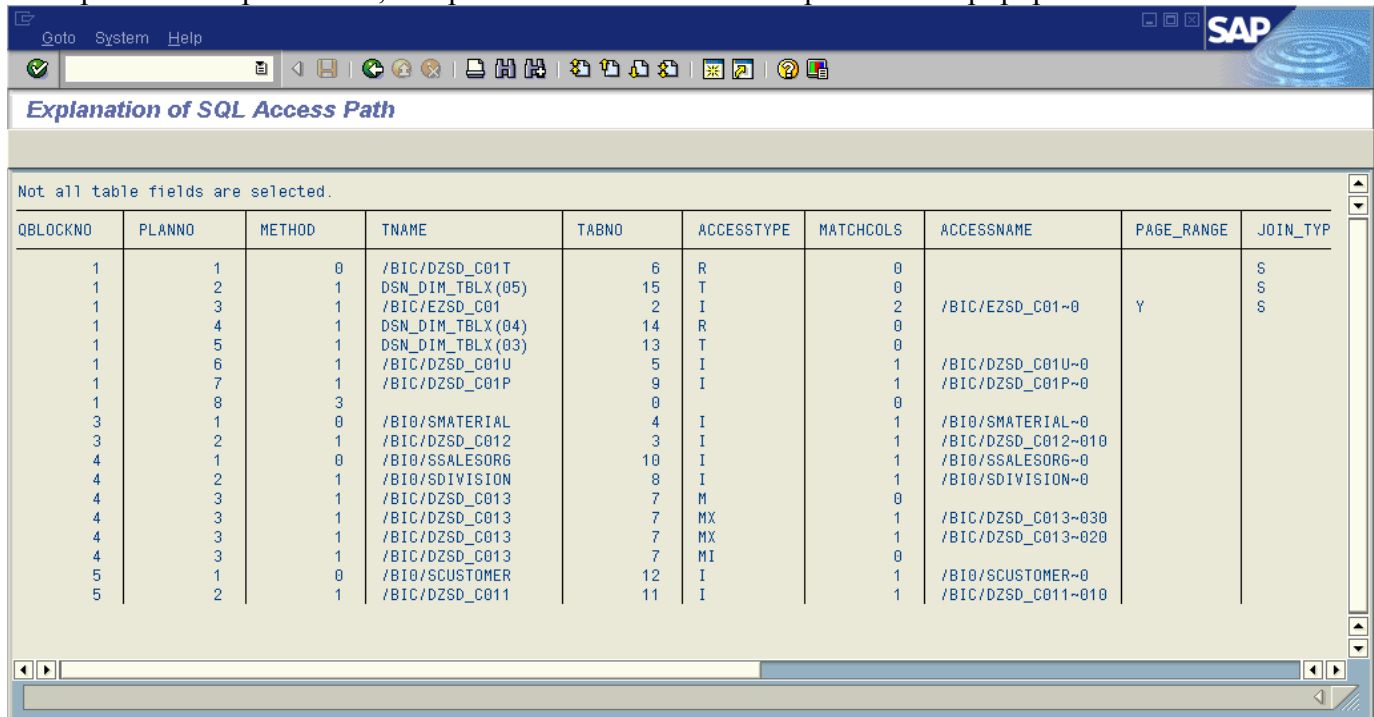 Goto System Help
SAP
Explanation of SQL Access Path
Not all table fields are selected.
QBLOCKNO PLANNO METHOD TNAME TABNO ACCESSTYPE MATCHCOLS ACCESSNAME PAGE_RANGE JOIN_TYP
1 1 0 /BIC/DZSD_C01T 6 R 0 S
1 2 1 DSN_DIM_TBLX(05) 15 T 0 S
1 3 1 /BIC/EZSD_C01 2 I 2 /BIC/EZSD_C01~0 Y S
1 4 1 DSN_DIM_TBLX(04) 14 R 0
1 5 1 DSN_DIM_TBLX(03) 13 T 0
1 6 1 /BIC/DZSD_C01U 5 I 1 /BIC/DZSD_C01U~0
1 7 1 /BIC/DZSD_C01P 9 I 1 /BIC/DZSD_C01P~0
1 8 3 0 0
3 1 0 /BI0/SMATERIAL 4 I 1 /BI0/SMATERIAL~0
3 2 1 /BIC/DZSD_C012 3 I 1 /BIC/DZSD_C012~010
4 1 0 /BI0/SSALESORG 10 I 1 /BI0/SSALESORG~0
4 2 1 /BI0/SDIVISION 8 I 1 /BI0/SDIVISION~0
4 3 1 /BIC/DZSD_C013 7 M 0
4 3 1 /BIC/DZSD_C013 7 MX 1 /BIC/DZSD_C013~030
4 3 1 /BIC/DZSD_C013 7 MX 1 /BIC/DZSD_C013~020
4 3 1 /BIC/DZSD_C013 7 MI 0
5 1 0 /BI0/SCUSTOMER 12 I 1 /BI0/SCUSTOMER~0
5 2 1 /BIC/DZSD_C011 11 I 1 /BIC/DZSD_C011~010